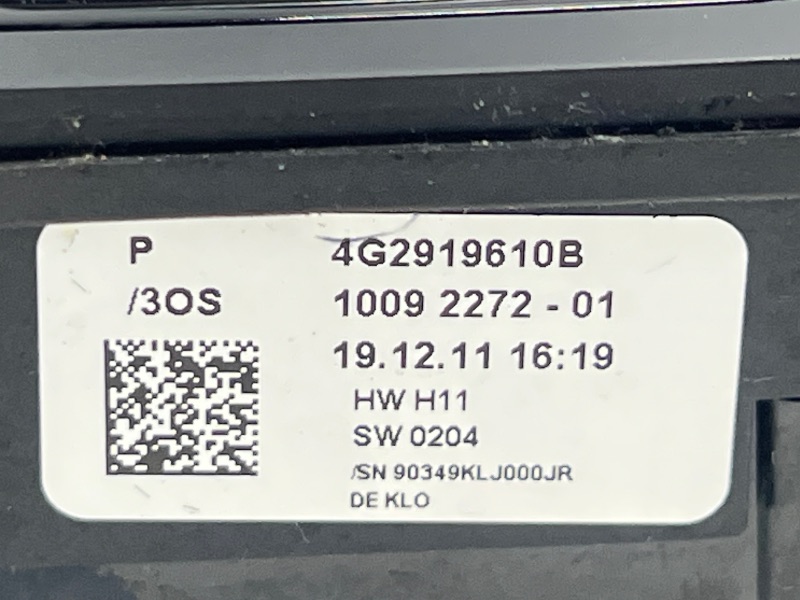 P 4G2919610B
/3OS 1009 2272 - 01
19.12.11 16:19
HW H11
SW 0204
/SN 90349KLJ000JR
DE KLO